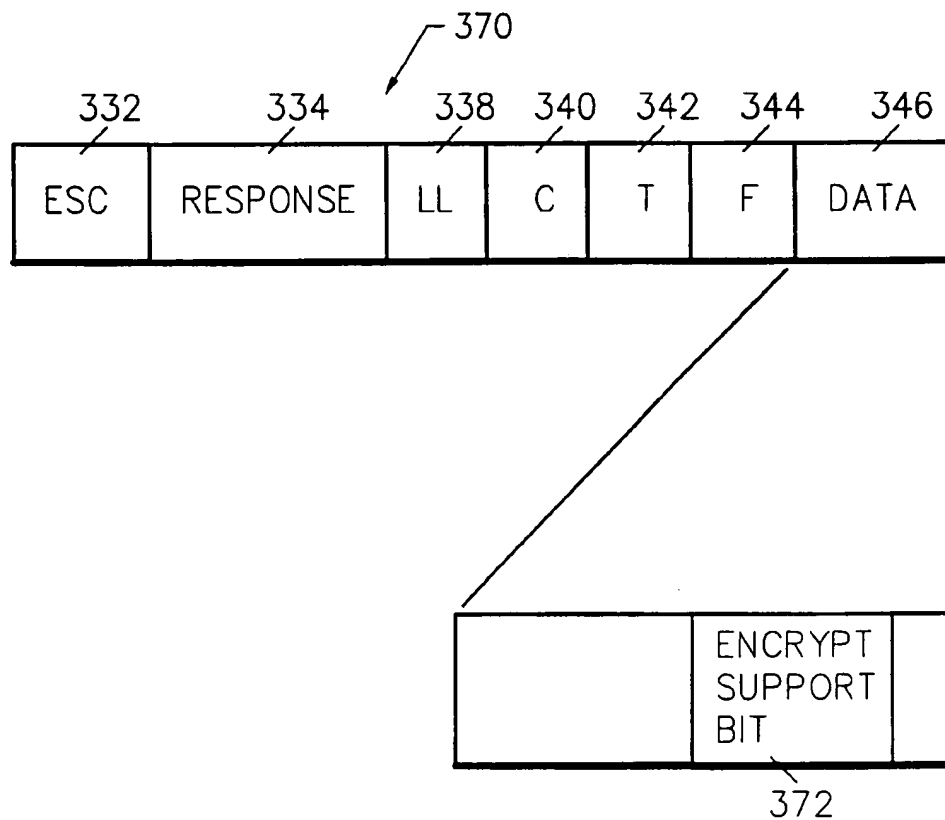 370
332 334 338 340 342 344 346
ESC RESPONSE LL C T F DATA
ENCRYPT
SUPPORT
BIT
372